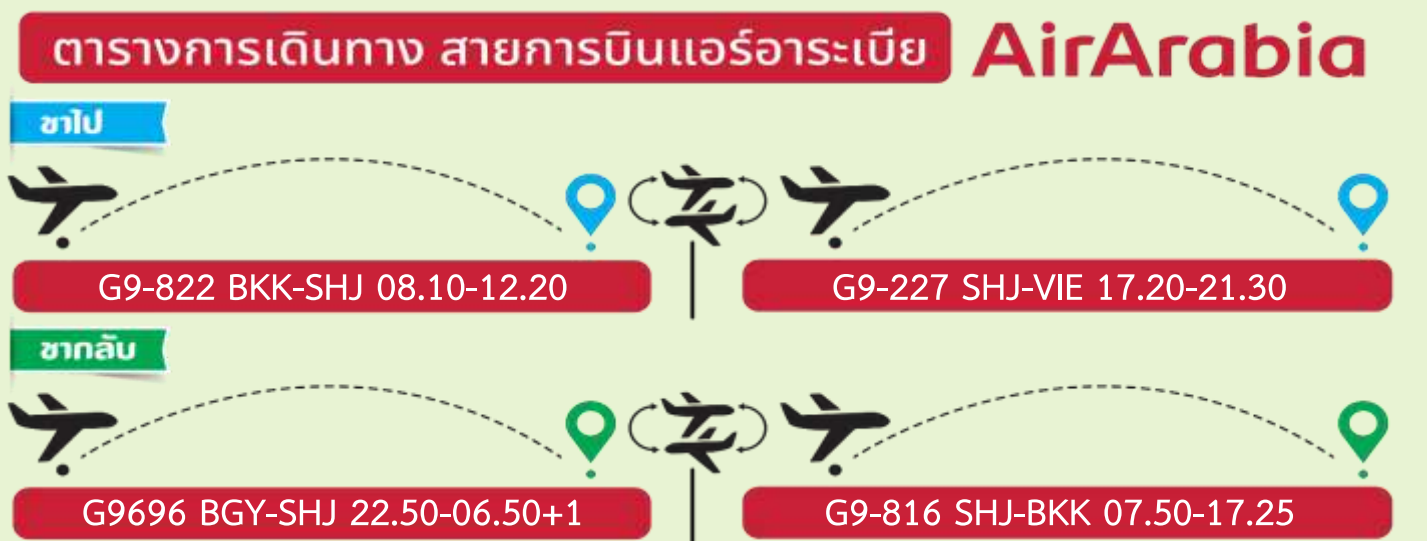 ตารางการเดินทาง สายการบินแอร์อาระเบีย AirArabia
ขาไป
G9-822 BKK-SHJ 08.10-12.20
G9-227 SHJ-VIE 17.20-21.30
ขากลับ
G9696 BGY-SHJ 22.50-06.50+1
G9-816 SHJ-BKK 07.50-17.25